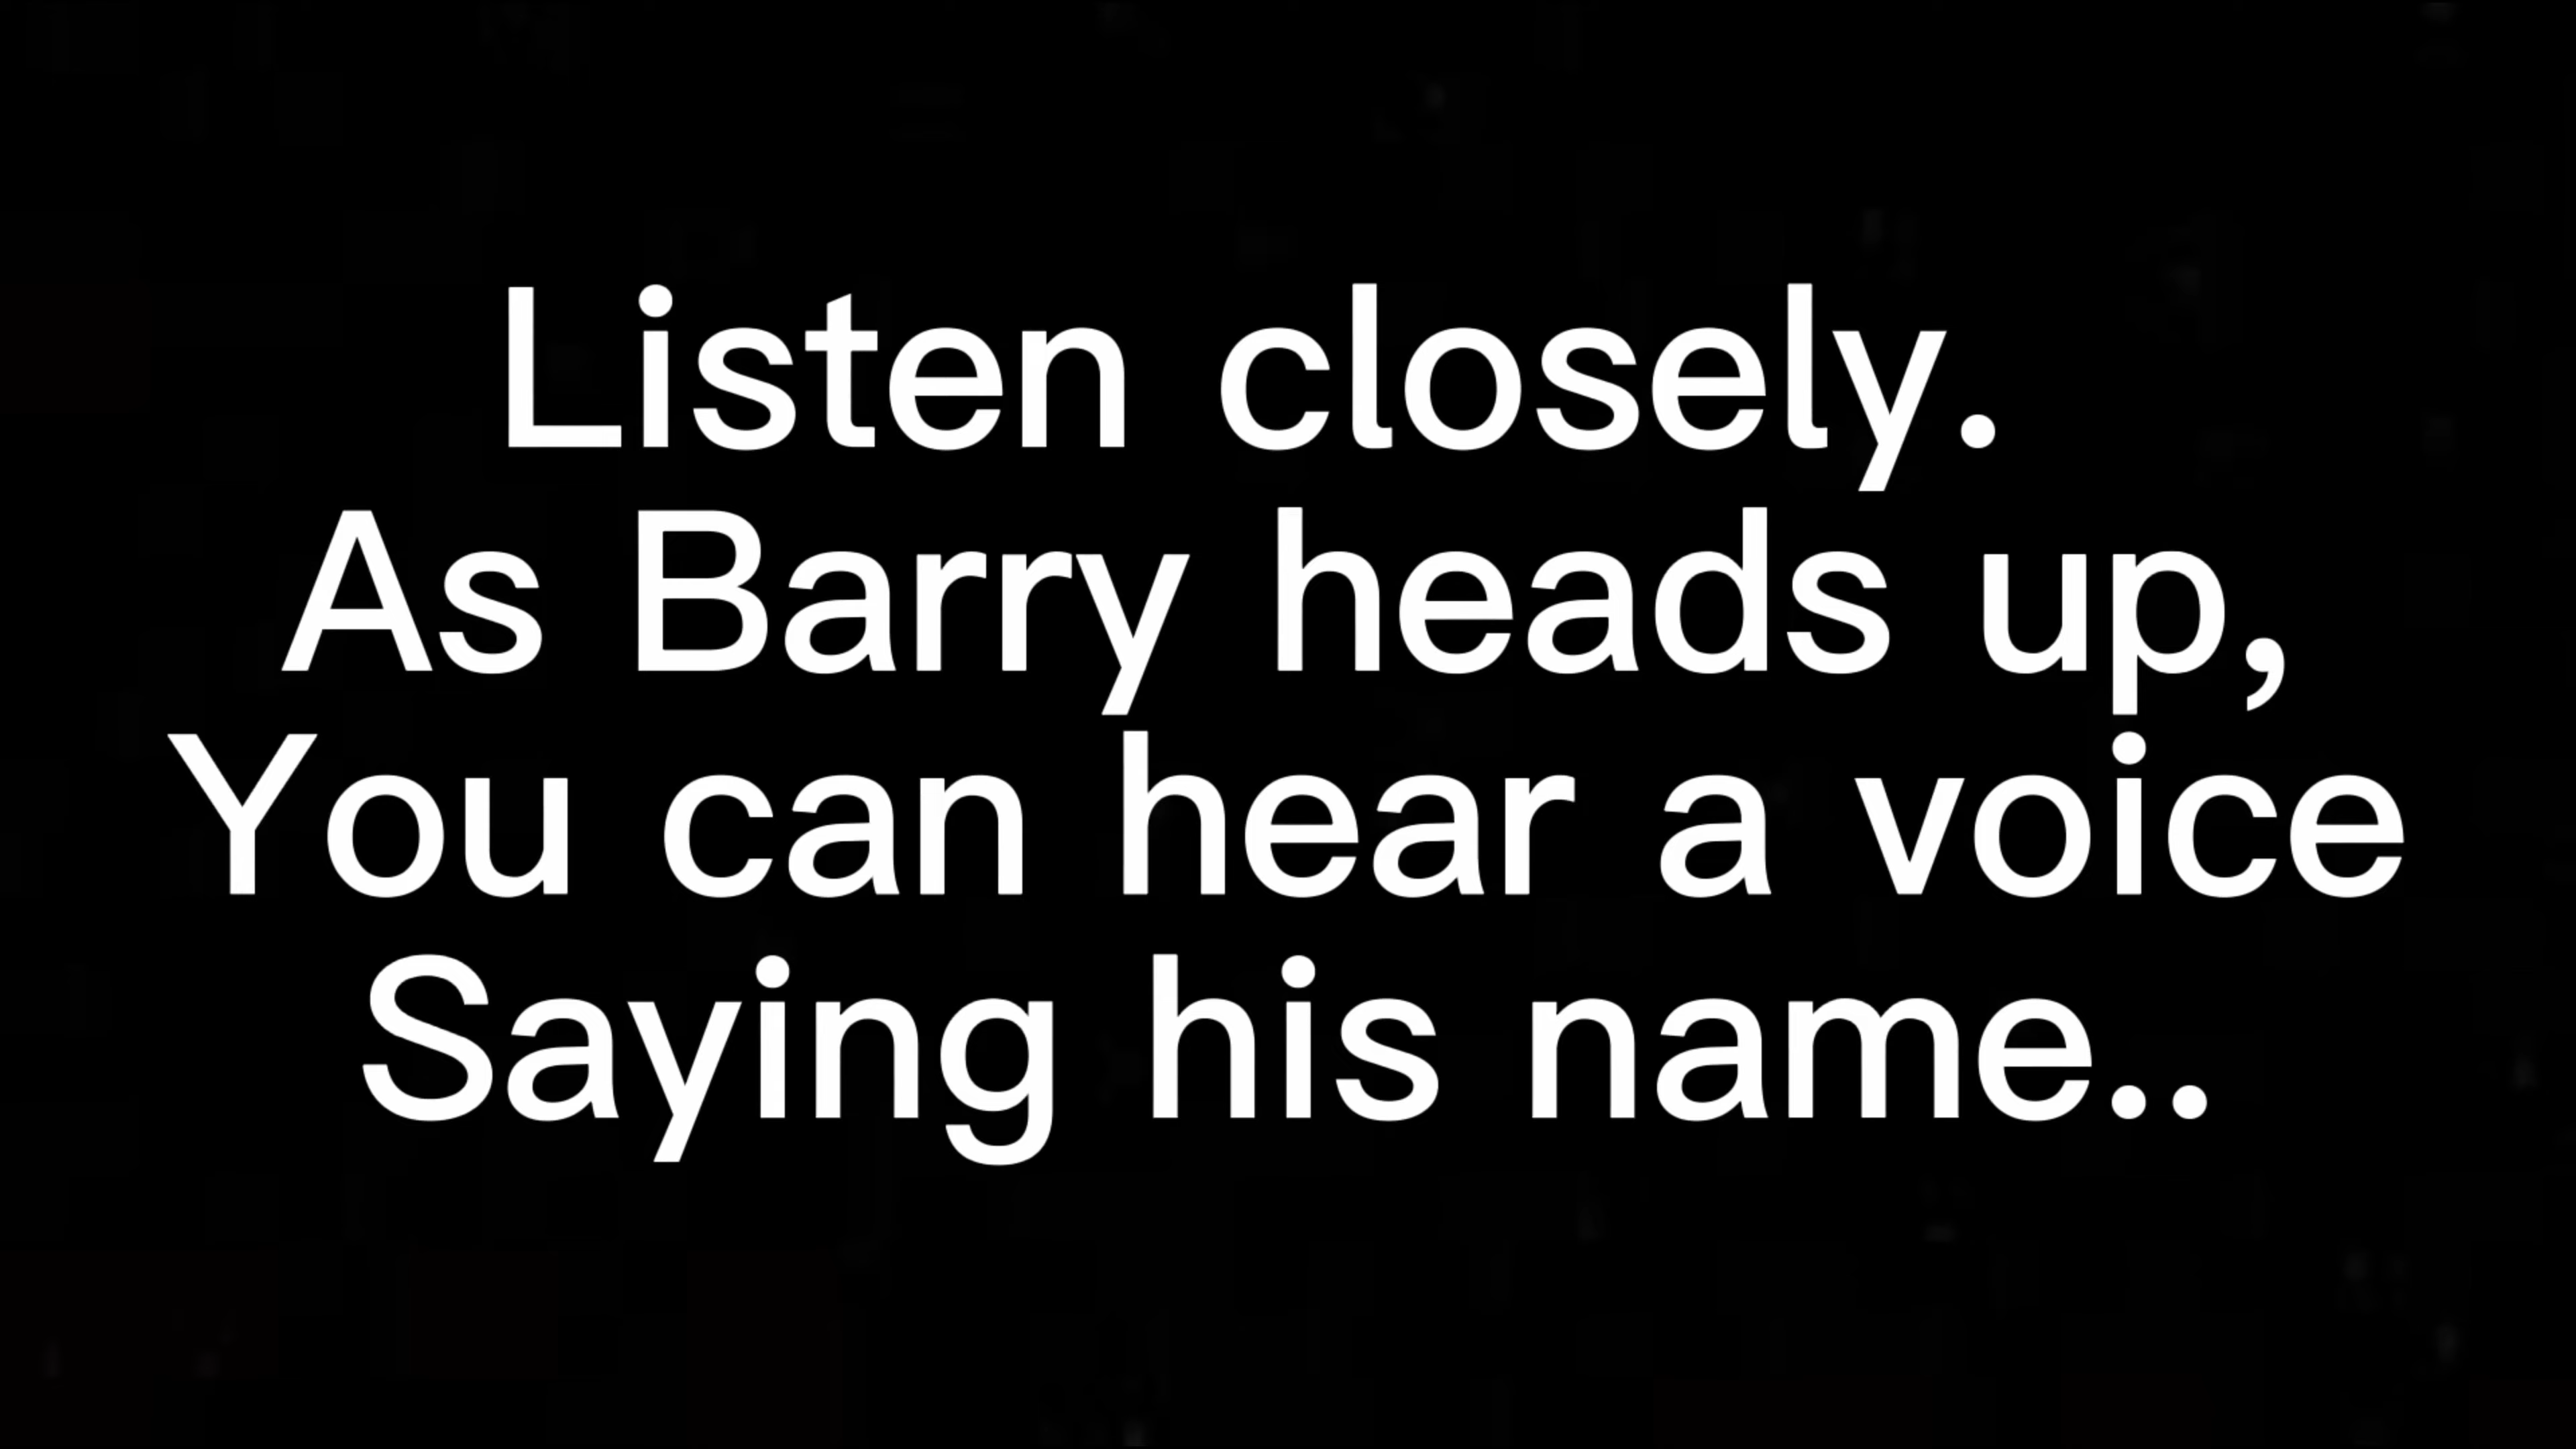 Listen closely.
As Barry heads up,
You can hear a voice
Saying his name..